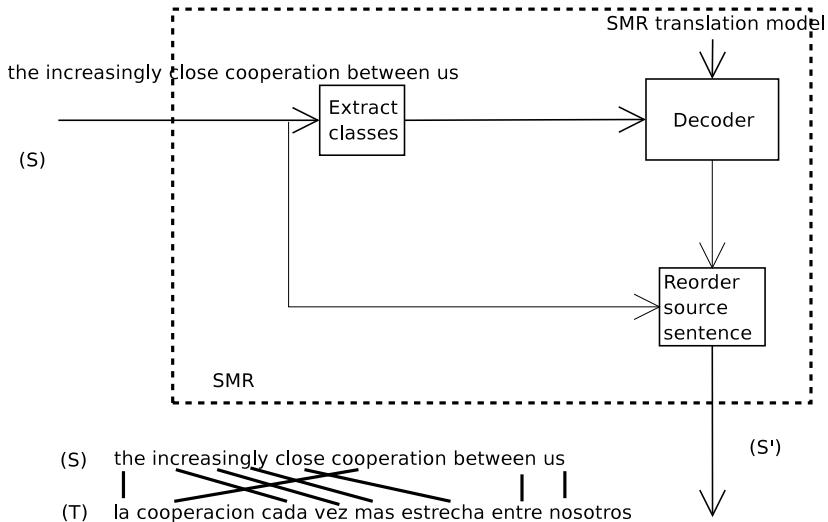 SMR translation model
the increasingly close cooperation between us
Extract
classes
Decoder
(S)
Reorder
source
sentence
SMR
(S')
(S) the increasingly close cooperation between us
(T) la cooperacion cada vez mas estrecha entre nosotros